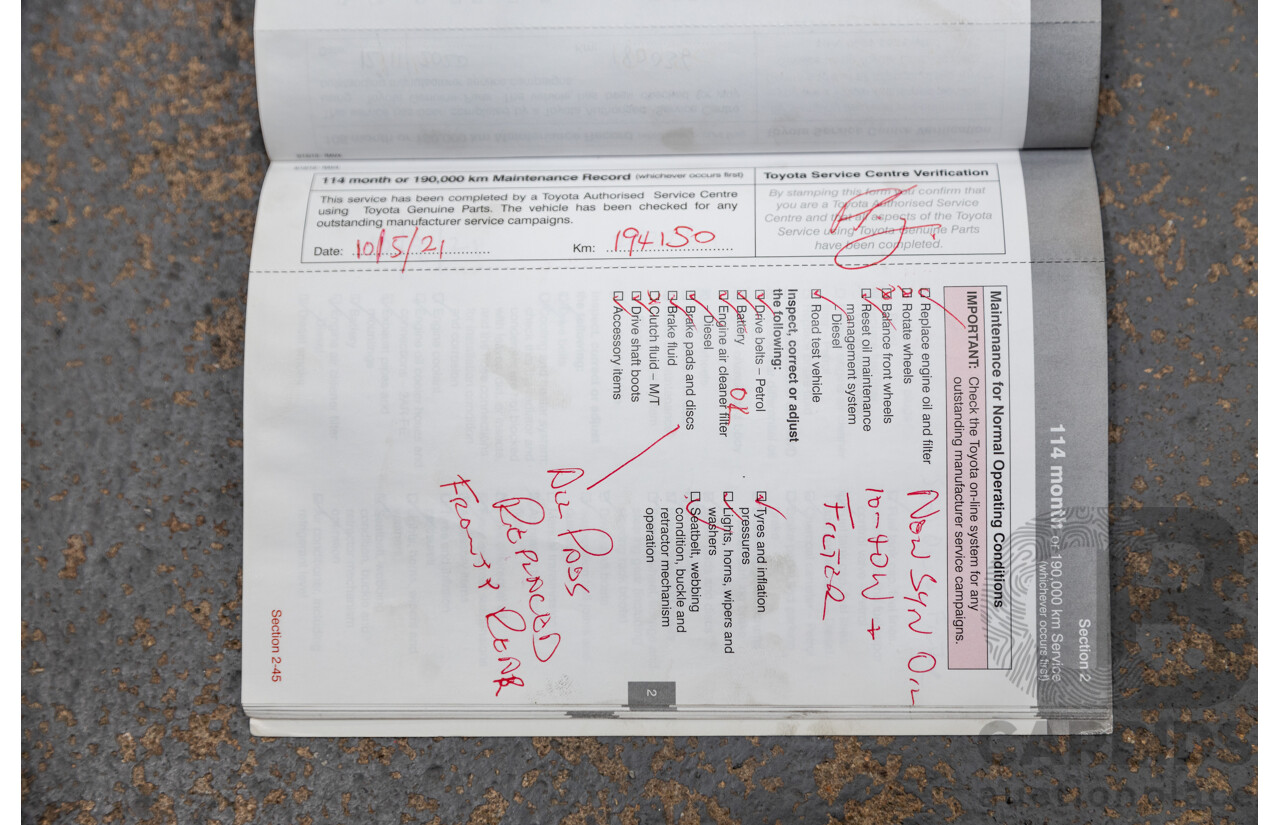 114 month or 190,000 km Maintenance Record (whichever occurs first)
This service has been completed by a Toyota Authorised Service Centre
using Toyota Genuine Parts. The vehicle has been checked for any
outstanding manufacturer service campaigns.
Date: 10/5/21
Km: 194150
Toyota Service Centre Verification
By stamping this form you confirm that
you are a Toyota Authorised Service
Centre and that all aspects of the Toyota
Service using Toyota Genuine Parts
have been completed.
Section 2
114 month or 190,000 km Service
(whichever occurs first)
Maintenance for Normal Operating Conditions
IMPORTANT: Check the Toyota on-line system for any
outstanding manufacturer service campaigns.
Replace engine oil and filter
Rotate wheels
Balance front wheels
Reset oil maintenance
management system
Diesel
Road test vehicle
NEW SYN OIL
10-40W +
FILTER
Inspect, correct or adjust
the following:
Drive belts – Petrol
Battery OK
Engine air cleaner filter
Diesel
Brake pads and discs
Brake fluid
Clutch fluid – M/T
Drive shaft boots
Accessory items
Tyres and inflation
pressures
Lights, horns, wipers and
washers
Seatbelt, webbing
condition, buckle and
retractor mechanism
operation
ALL PADS
REPLACED
FRONT & REAR
2
Section 2-45
CARBIDS
auctionplace